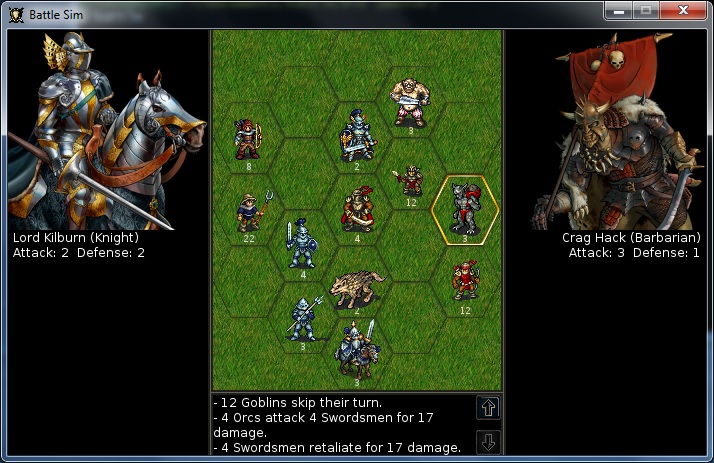 Battle Sim
3
8
2
12
22
4
3
4
12
2
3
3
Lord Kilburn (Knight)
Attack: 2 Defense: 2
Crag Hack (Barbarian)
Attack: 3 Defense: 1
- 12 Goblins skip their turn.
- 4 Orcs attack 4 Swordsmen for 17
damage.
- 4 Swordsmen retaliate for 17 damage.